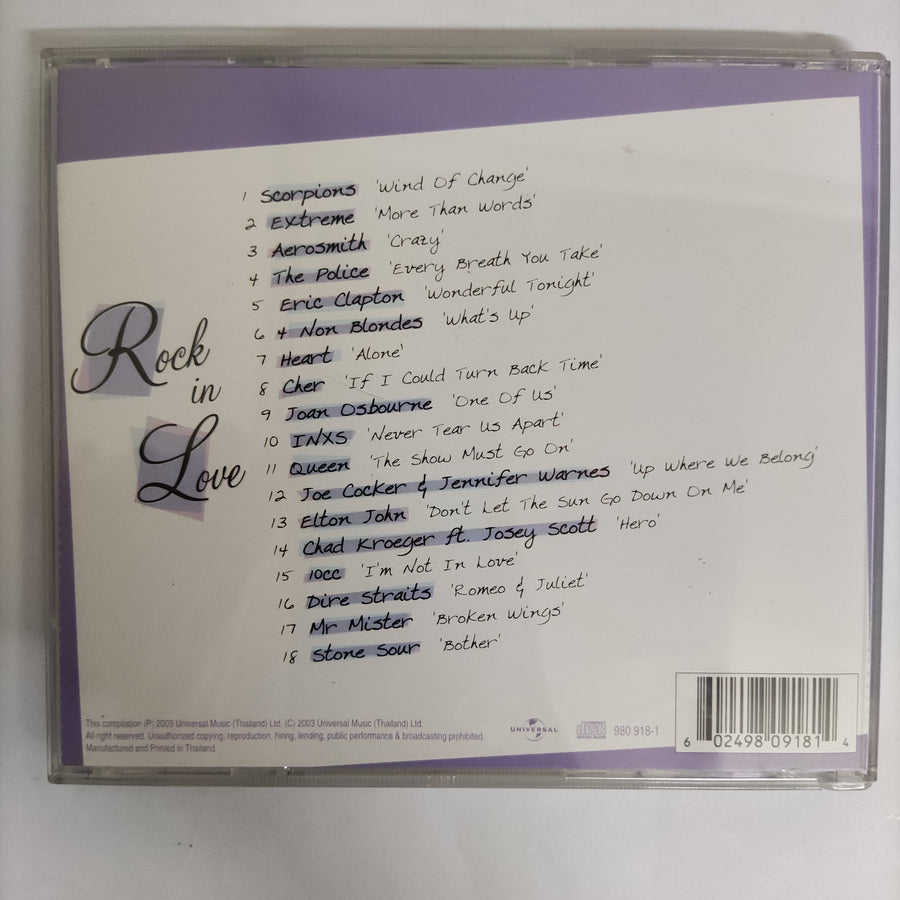 1 Scorpions 'Wind Of Change'
2 Extreme 'More Than Words'
3 Aerosmith 'Crazy'
4 The Police 'Every Breath You Take'
5 Eric Clapton 'Wonderful Tonight'
6 4 Non Blondes 'What's Up'
7 Heart 'Alone'
8 Cher 'If I Could Turn Back Time'
9 Joan Osbourne 'One Of Us'
10 INXS 'Never Tear Us Apart'
11 Queen 'The Show Must Go On'
12 Joe Cocker & Jennifer Warnes 'Up Where We Belong'
13 Elton John 'Don't Let The Sun Go Down On Me'
14 Chad Kroeger ft. Josey Scott 'Hero'
15 10cc 'I'm Not In Love'
16 Dire Straits 'Romeo & Juliet'
17 Mr Mister 'Broken Wings'
18 Stone Sour 'Bother'
Rock
in
Love
This compilation (P) 2003 Universal Music (Thailand) Ltd. (C) 2003 Universal Music (Thailand) Ltd.
All right reserved. Unauthorized copying, reproduction, hiring, lending, public performance & broadcasting prohibited.
Manufactured and Printed in Thailand.
UNIVERSAL
disc
980 918-1
6 02498 09181 4